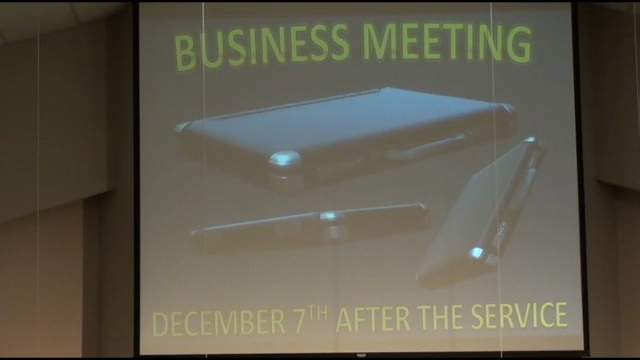 BUSINESS MEETING
DECEMBER 7TH AFTER THE SERVICE